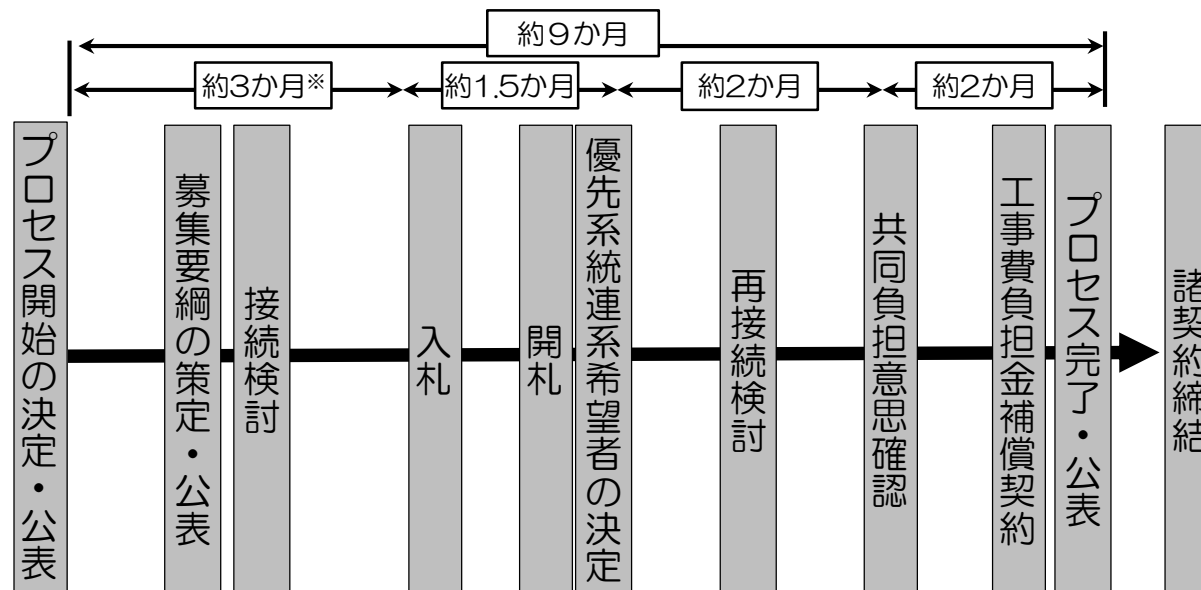 約9か月
約3か月※
約1.5か月
約2か月
約2か月
プロセス開始の決定・公表
募集要綱の策定・公表
接続検討
入札
開札
優先系統連系希望者の決定
再接続検討
共同負担意思確認
工事費負担金補償契約
プロセス完了・公表
諸契約締結